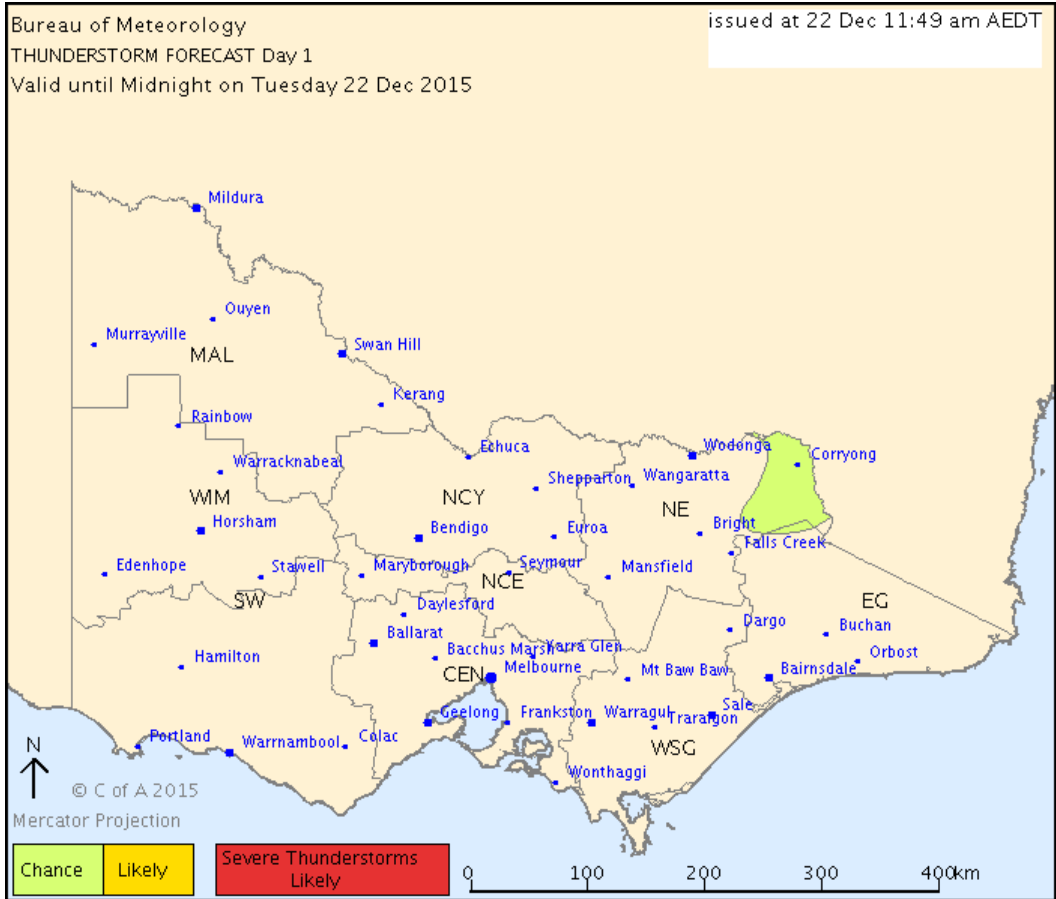 Bureau of Meteorology
issued at 22 Dec 11:49 am AEDT
THUNDERSTORM FORECAST Day 1
Valid until Midnight on Tuesday 22 Dec 2015
Mildura
Ouyen
Murrayville
MAL
Swan Hill
Kerang
Rainbow
Echuca
Wodonga
Corryong
Warracknabeal
Shepparton
Wangaratta
WIM
NCY
NE
Horsham
Bendigo
Euroa
Bright
Falls Creek
Edenhope
Stawell
Maryborough
Seymour
Mansfield
NCE
SW
EG
Daylesford
Dargo
Buchan
Ballarat
Bacchus Marsh
Yarra Glen
Orbost
Hamilton
CEN
Melbourne
Mt Baw Baw
Bairnsdale
Geelong
Frankston
Warragul
Traralgon
Sale
Portland
Warrnambool
Colac
WSG
N
Wonthaggi
© C of A 2015
Mercator Projection
Chance
Likely
Severe Thunderstorms
Likely
0 100 200 300 400km